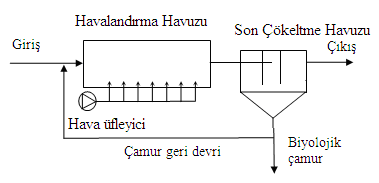 Havalandırma Havuzu
Son Çökeltme Havuzu
Giriş
Çıkış
Hava üfleyici
Çamur geri devri
Biyolojik
çamur